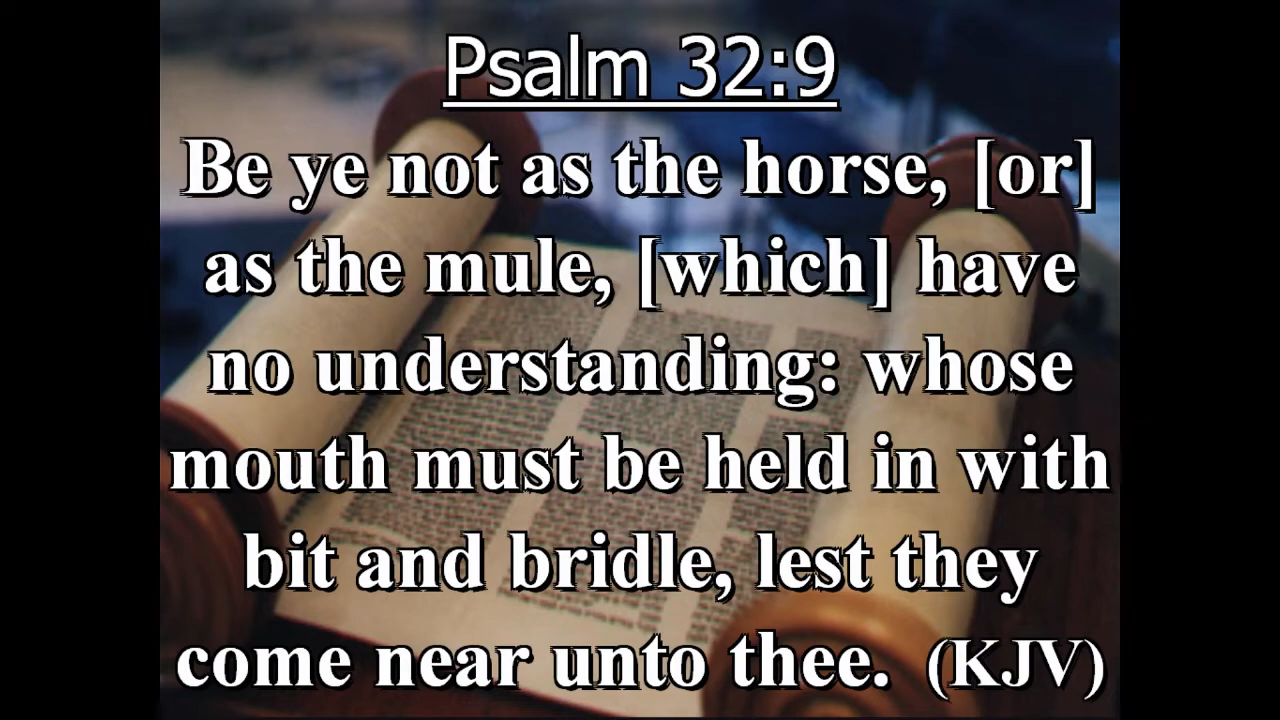 Psalm 32:9
Be ye not as the horse, [or]
as the mule, [which] have
no understanding: whose
mouth must be held in with
bit and bridle, lest they
come near unto thee. (KJV)